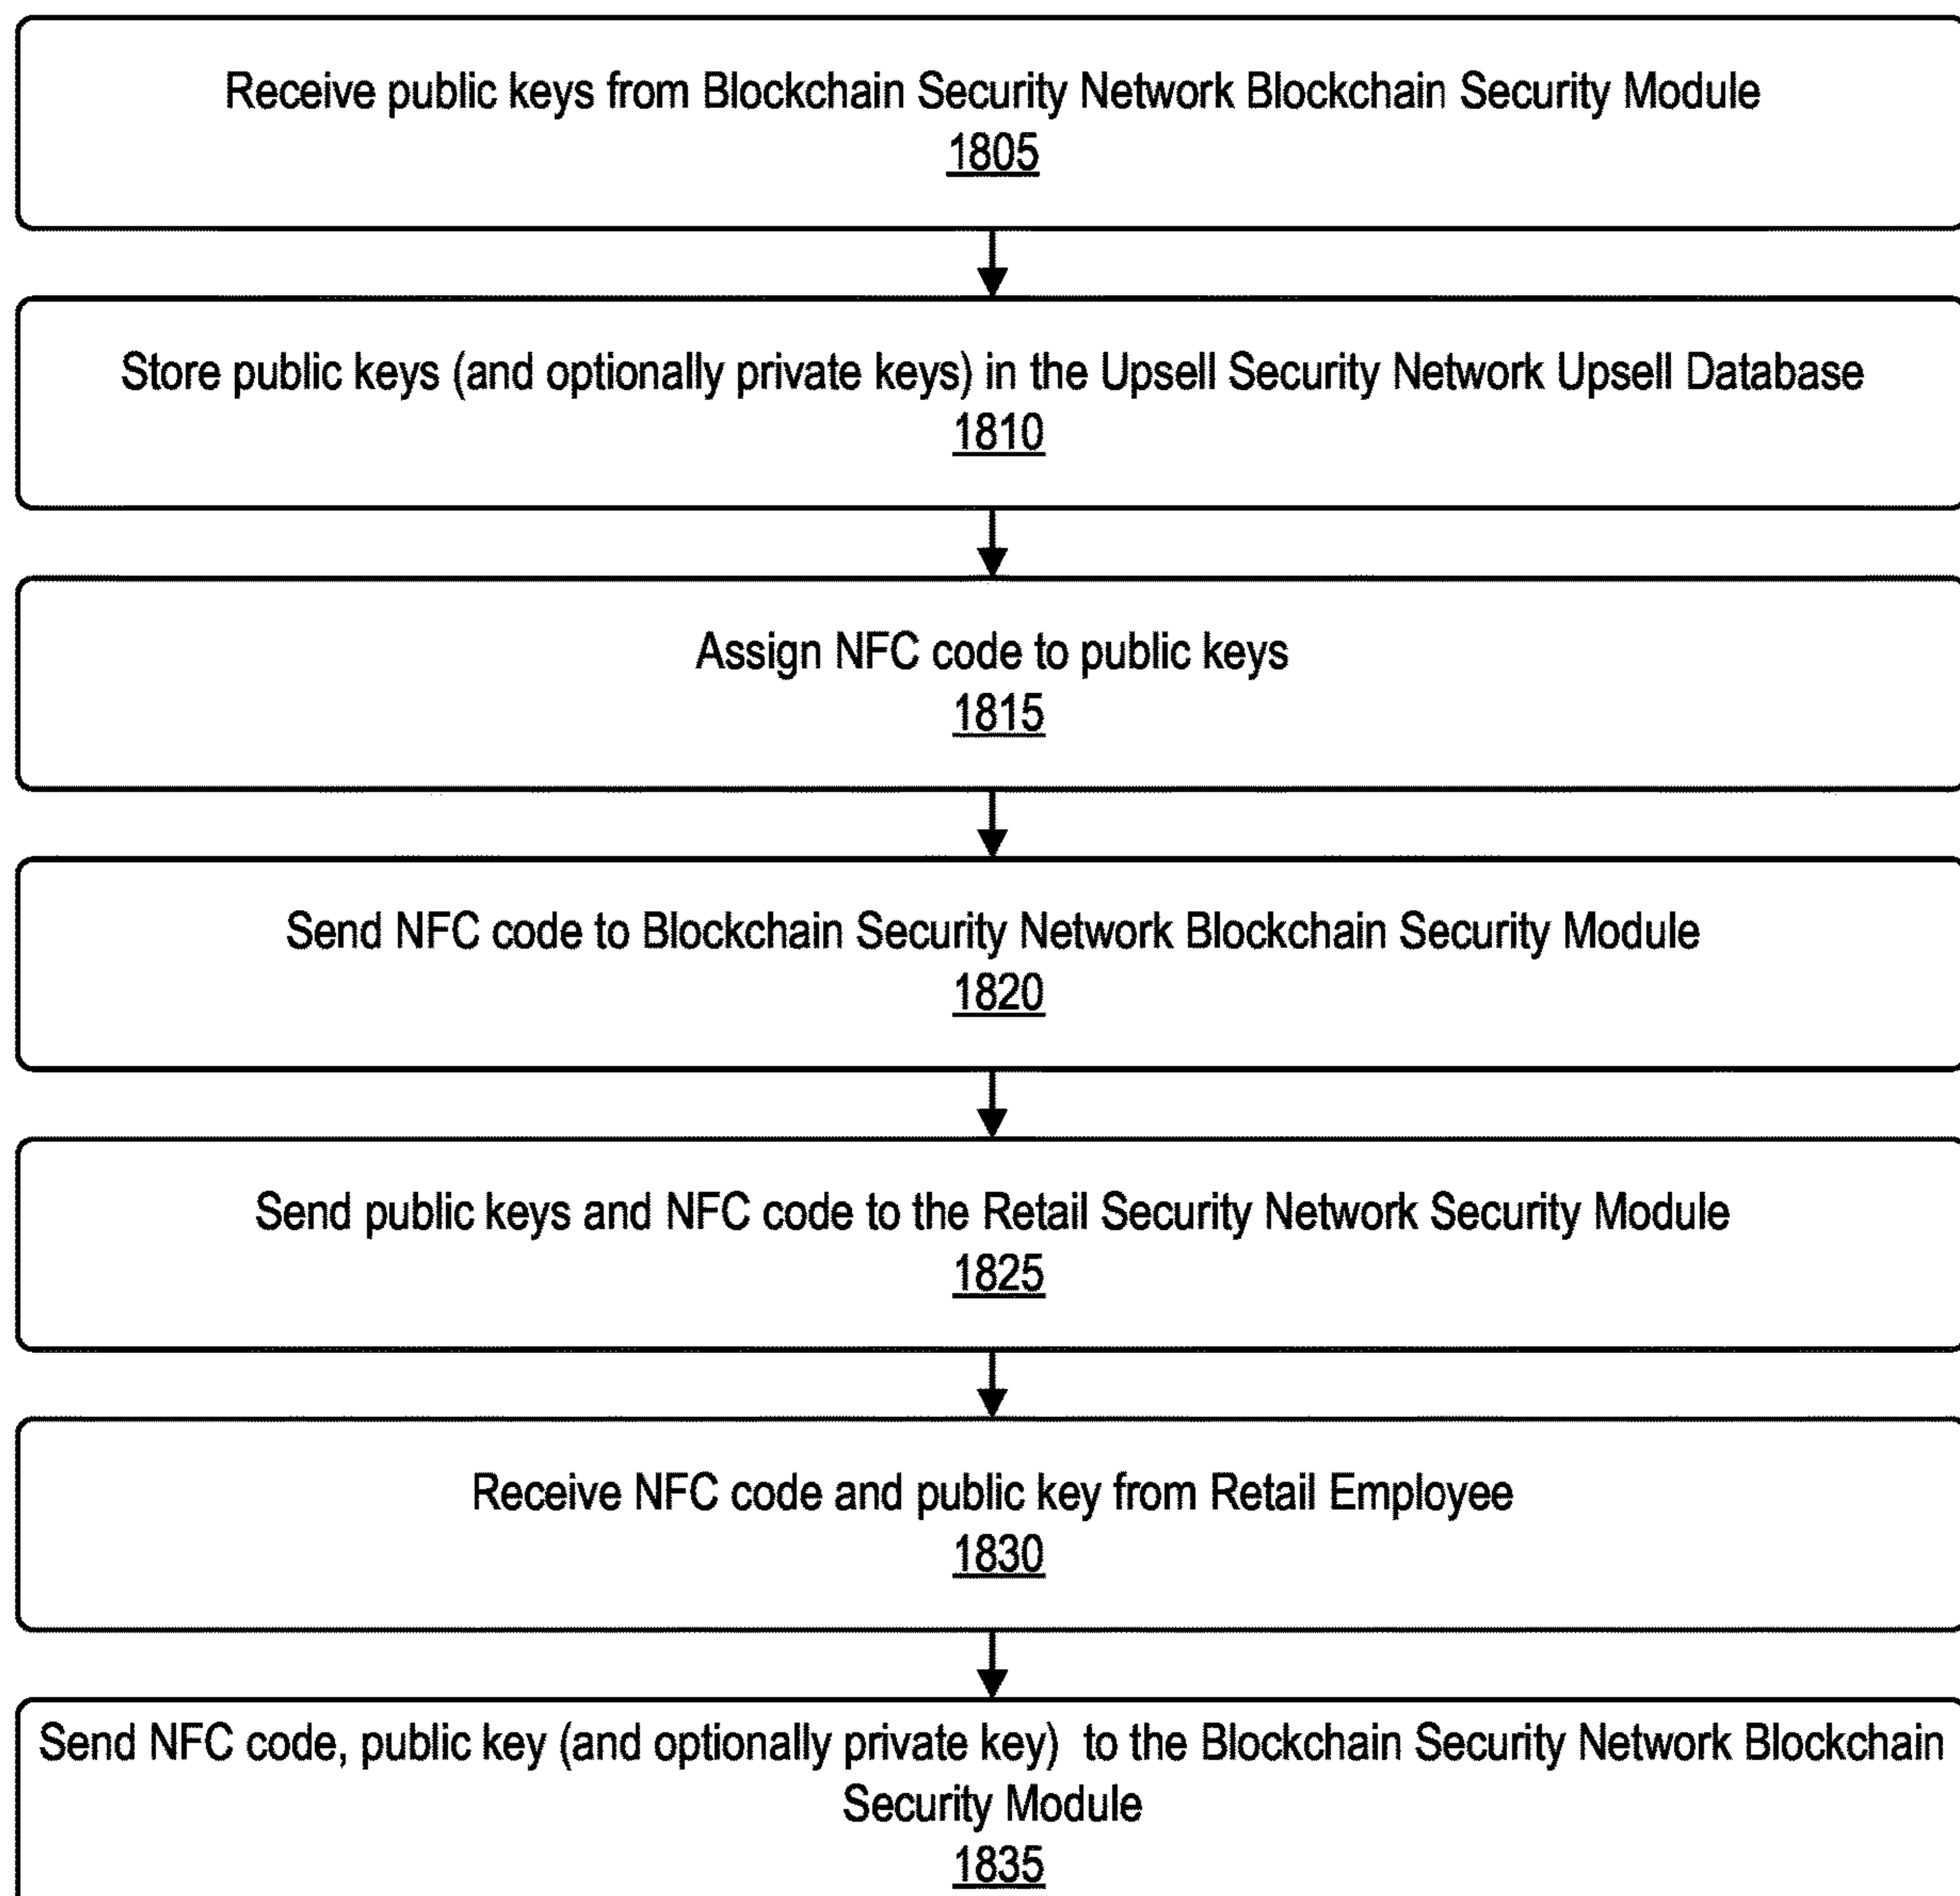 Receive public keys from Blockchain Security Network Blockchain Security Module
1805
Store public keys (and optionally private keys) in the Upsell Security Network Upsell Database
1810
Assign NFC code to public keys
1815
Send NFC code to Blockchain Security Network Blockchain Security Module
1820
Send public keys and NFC code to the Retail Security Network Security Module
1825
Receive NFC code and public key from Retail Employee
1830
Send NFC code, public key (and optionally private key) to the Blockchain Security Network Blockchain
Security Module
1835